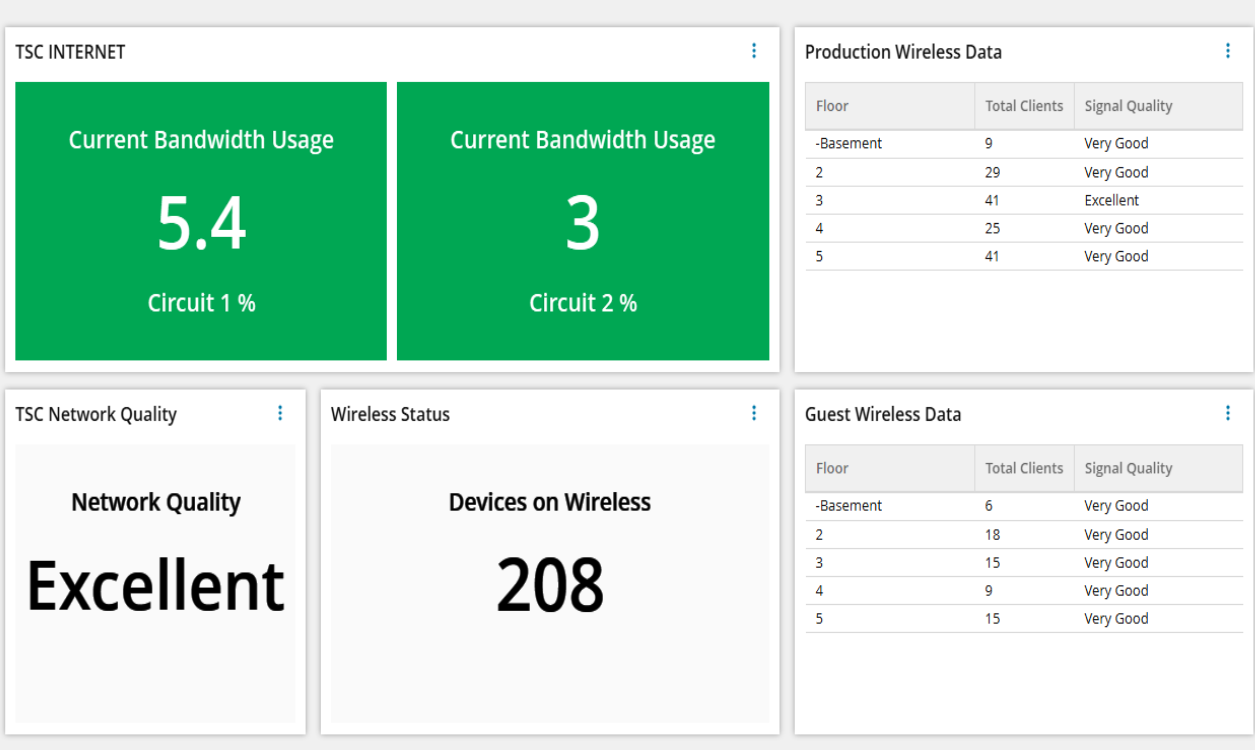 TSC INTERNET
Current Bandwidth Usage
5.4
Circuit 1 %
Current Bandwidth Usage
3
Circuit 2 %
Production Wireless Data
Floor Total Clients Signal Quality
-Basement 9 Very Good
2 29 Very Good
3 41 Excellent
4 25 Very Good
5 41 Very Good
TSC Network Quality
Network Quality
Excellent
Wireless Status
Devices on Wireless
208
Guest Wireless Data
Floor Total Clients Signal Quality
-Basement 6 Very Good
2 18 Very Good
3 15 Very Good
4 9 Very Good
5 15 Very Good